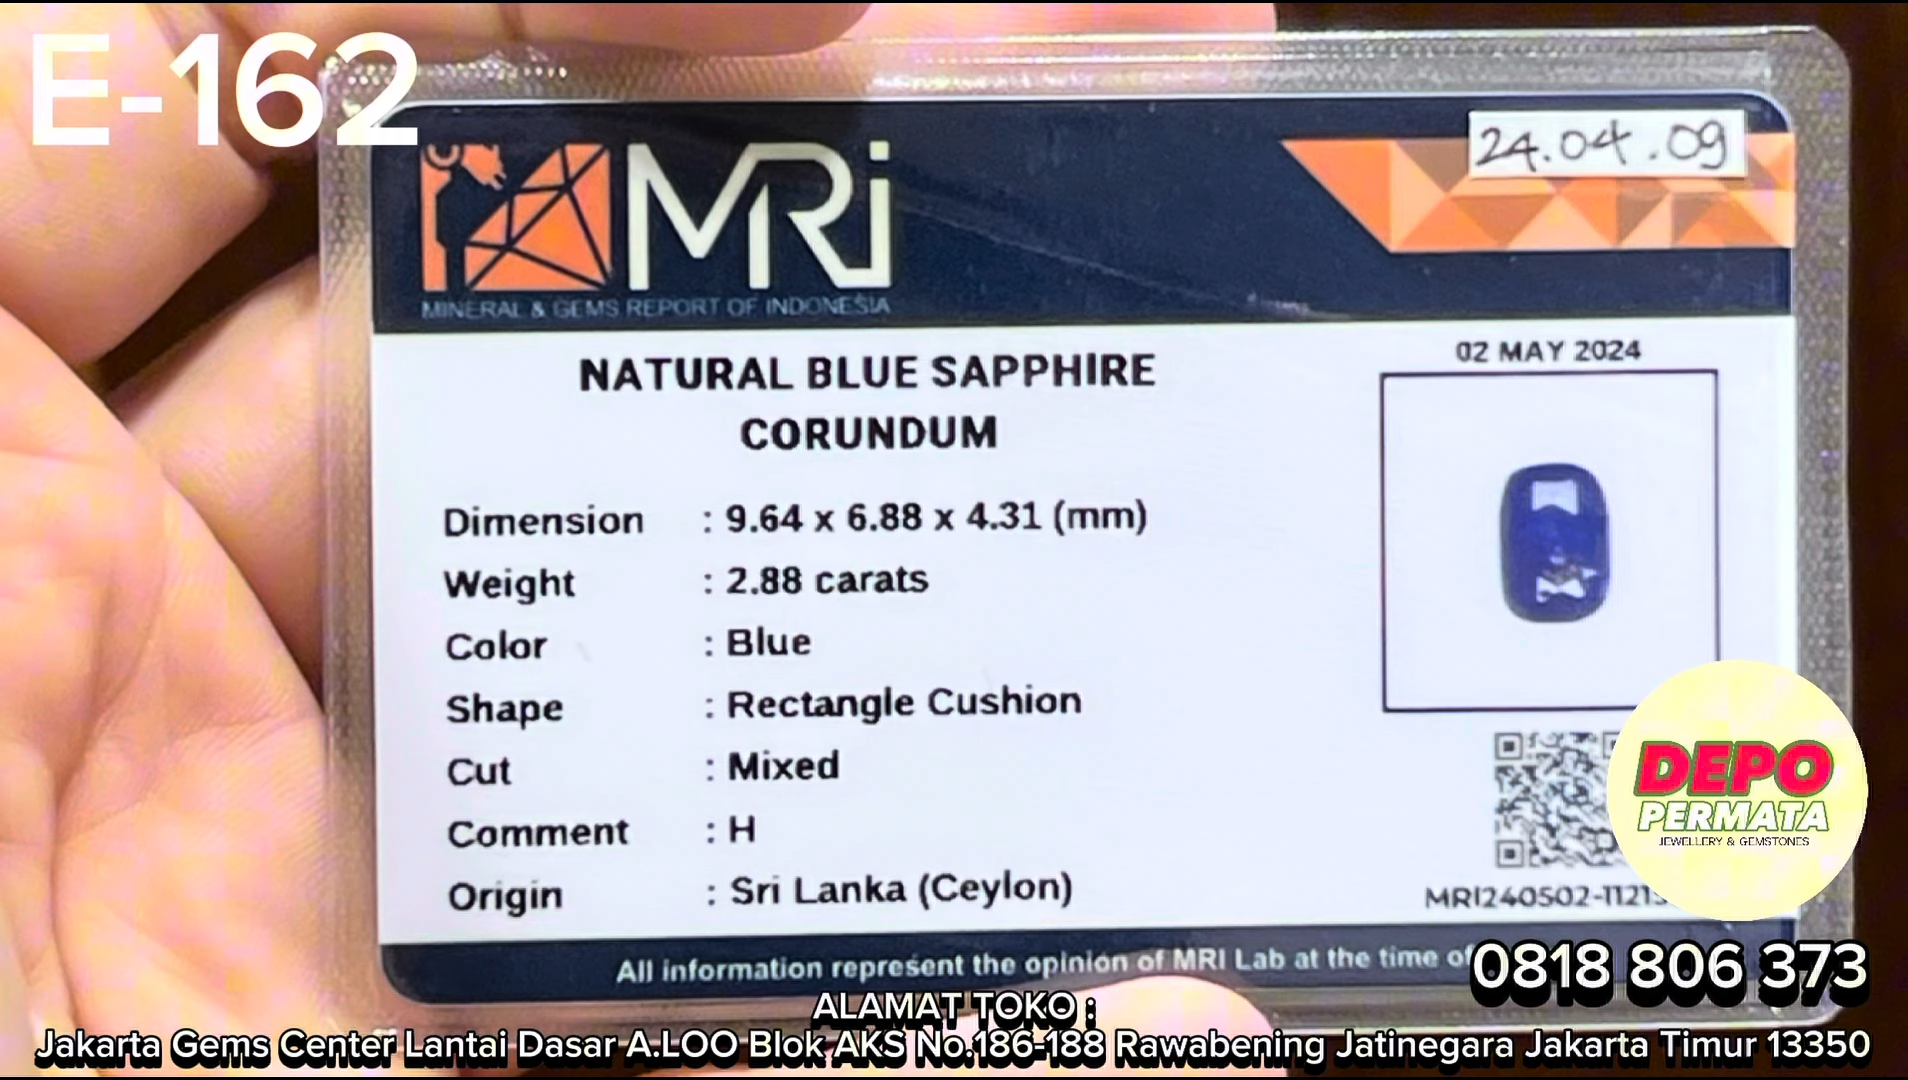 E-162
24.04.09
MRi
MINERAL & GEMS REPORT OF INDONESIA
02 MAY 2024
NATURAL BLUE SAPPHIRE
CORUNDUM
Dimension : 9.64 x 6.88 x 4.31 (mm)
Weight : 2.88 carats
Color : Blue
Shape : Rectangle Cushion
Cut : Mixed
Comment : H
Origin : Sri Lanka (Ceylon)
DEPO
PERMATA
JEWELLERY & GEMSTONES
All information represent the opinion of MRI Lab at the time of
0818 806 373
ALAMAT TOKO :
Jakarta Gems Center Lantai Dasar A.LOO Blok AKS No.186-188 Rawabening Jatinegara Jakarta Timur 13350